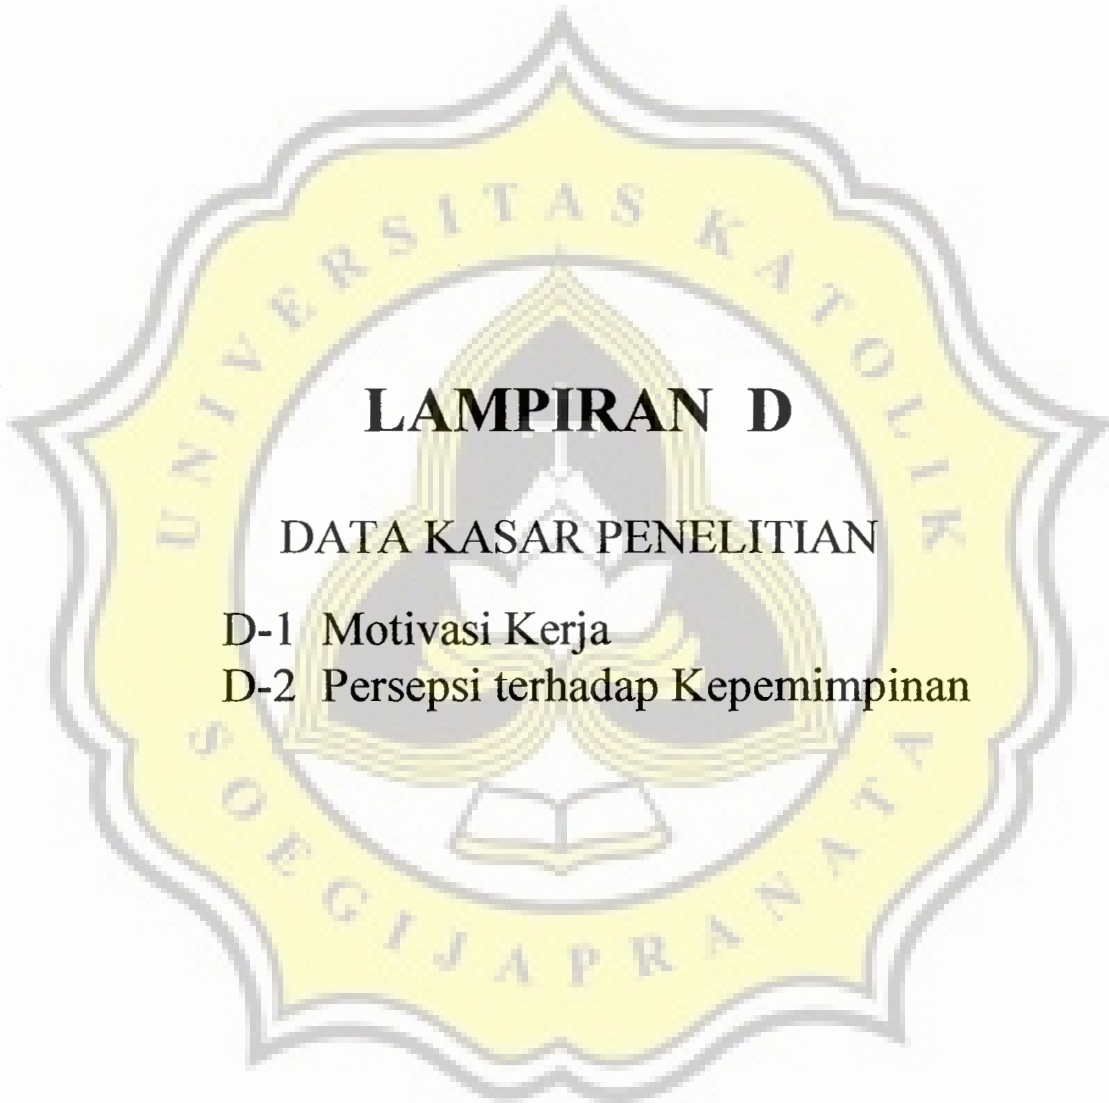 UNIVERSITAS KATOLIK
LAMPIRAN D
DATA KASAR PENELITIAN
D-1 Motivasi Kerja
D-2 Persepsi terhadap Kepemimpinan
SOEGIJAPRANATA